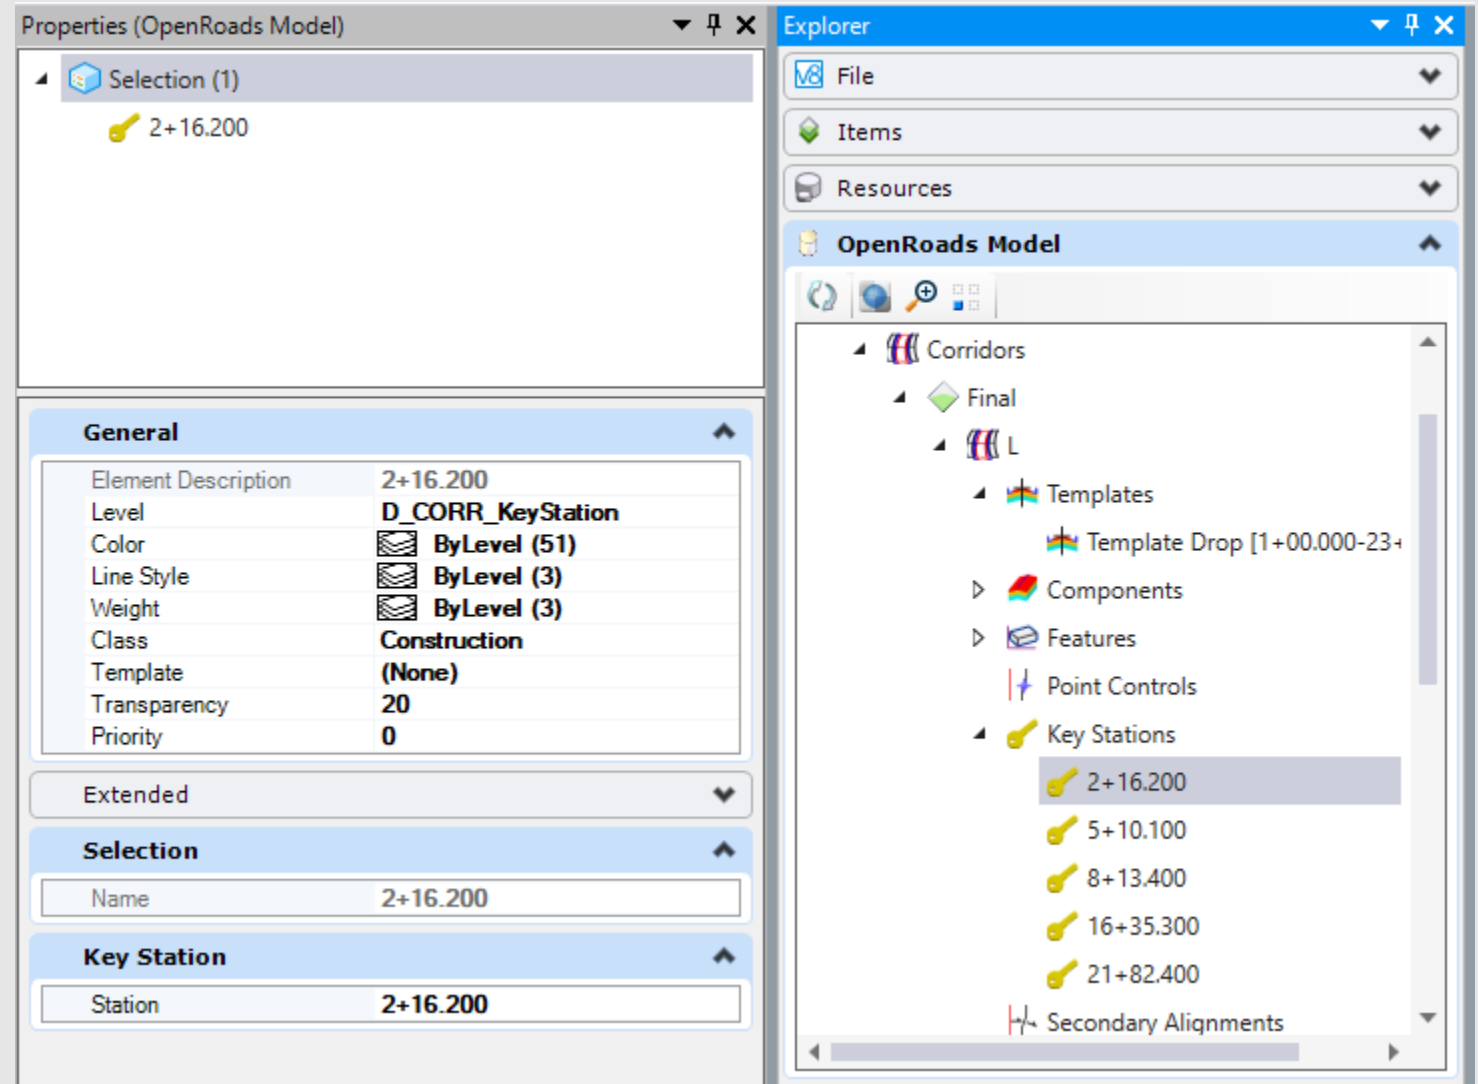 Properties (OpenRoads Model)
Selection (1)
2+16.200
General
Element Description 2+16.200
Level D_CORR_KeyStation
Color ByLevel (51)
Line Style ByLevel (3)
Weight ByLevel (3)
Class Construction
Template (None)
Transparency 20
Priority 0
Extended
Selection
Name 2+16.200
Key Station
Station 2+16.200
Explorer
V8 File
Items
Resources
OpenRoads Model
Corridors
Final
L
Templates
Template Drop [1+00.000-23+
Components
Features
Point Controls
Key Stations
2+16.200
5+10.100
8+13.400
16+35.300
21+82.400
Secondary Alignments